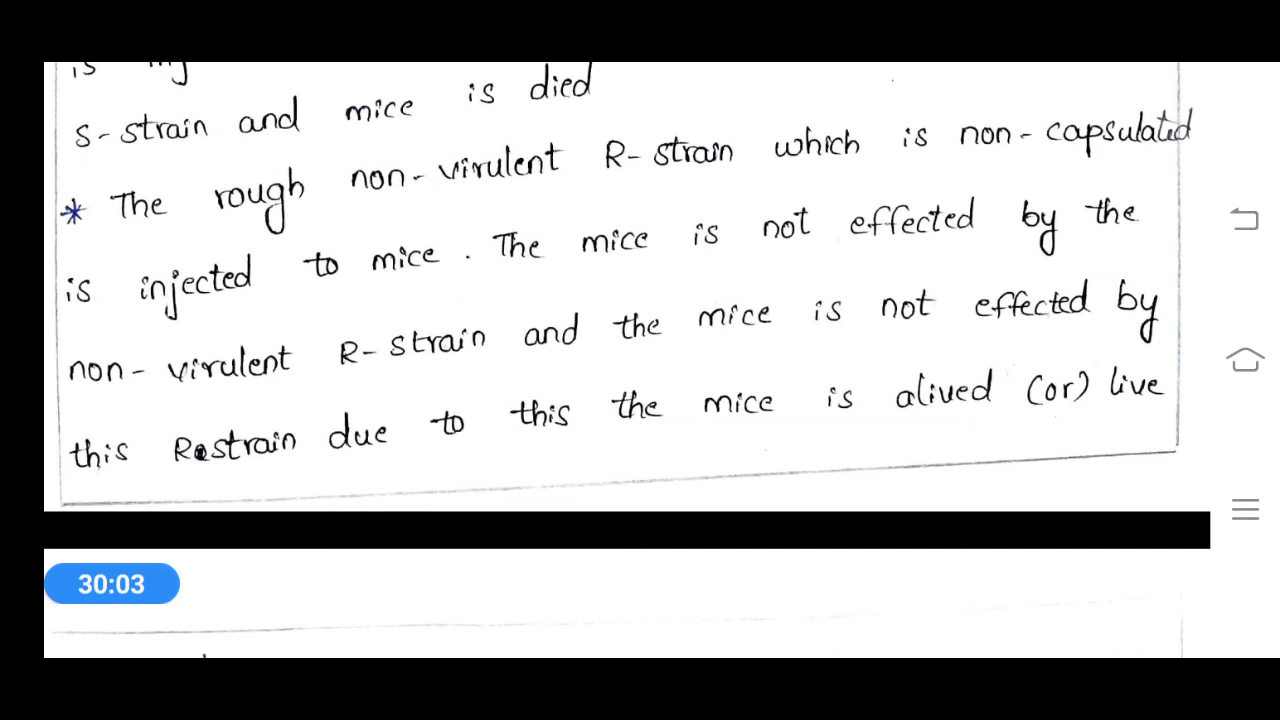 is
S-strain and mice is died
* The rough non-virulent R-strain which is non-capsulated
is injected to mice. The mice is not effected by the
non-virulent R-strain and the mice is not effected by
this Restrain due to this the mice is alived (or) live
30:03